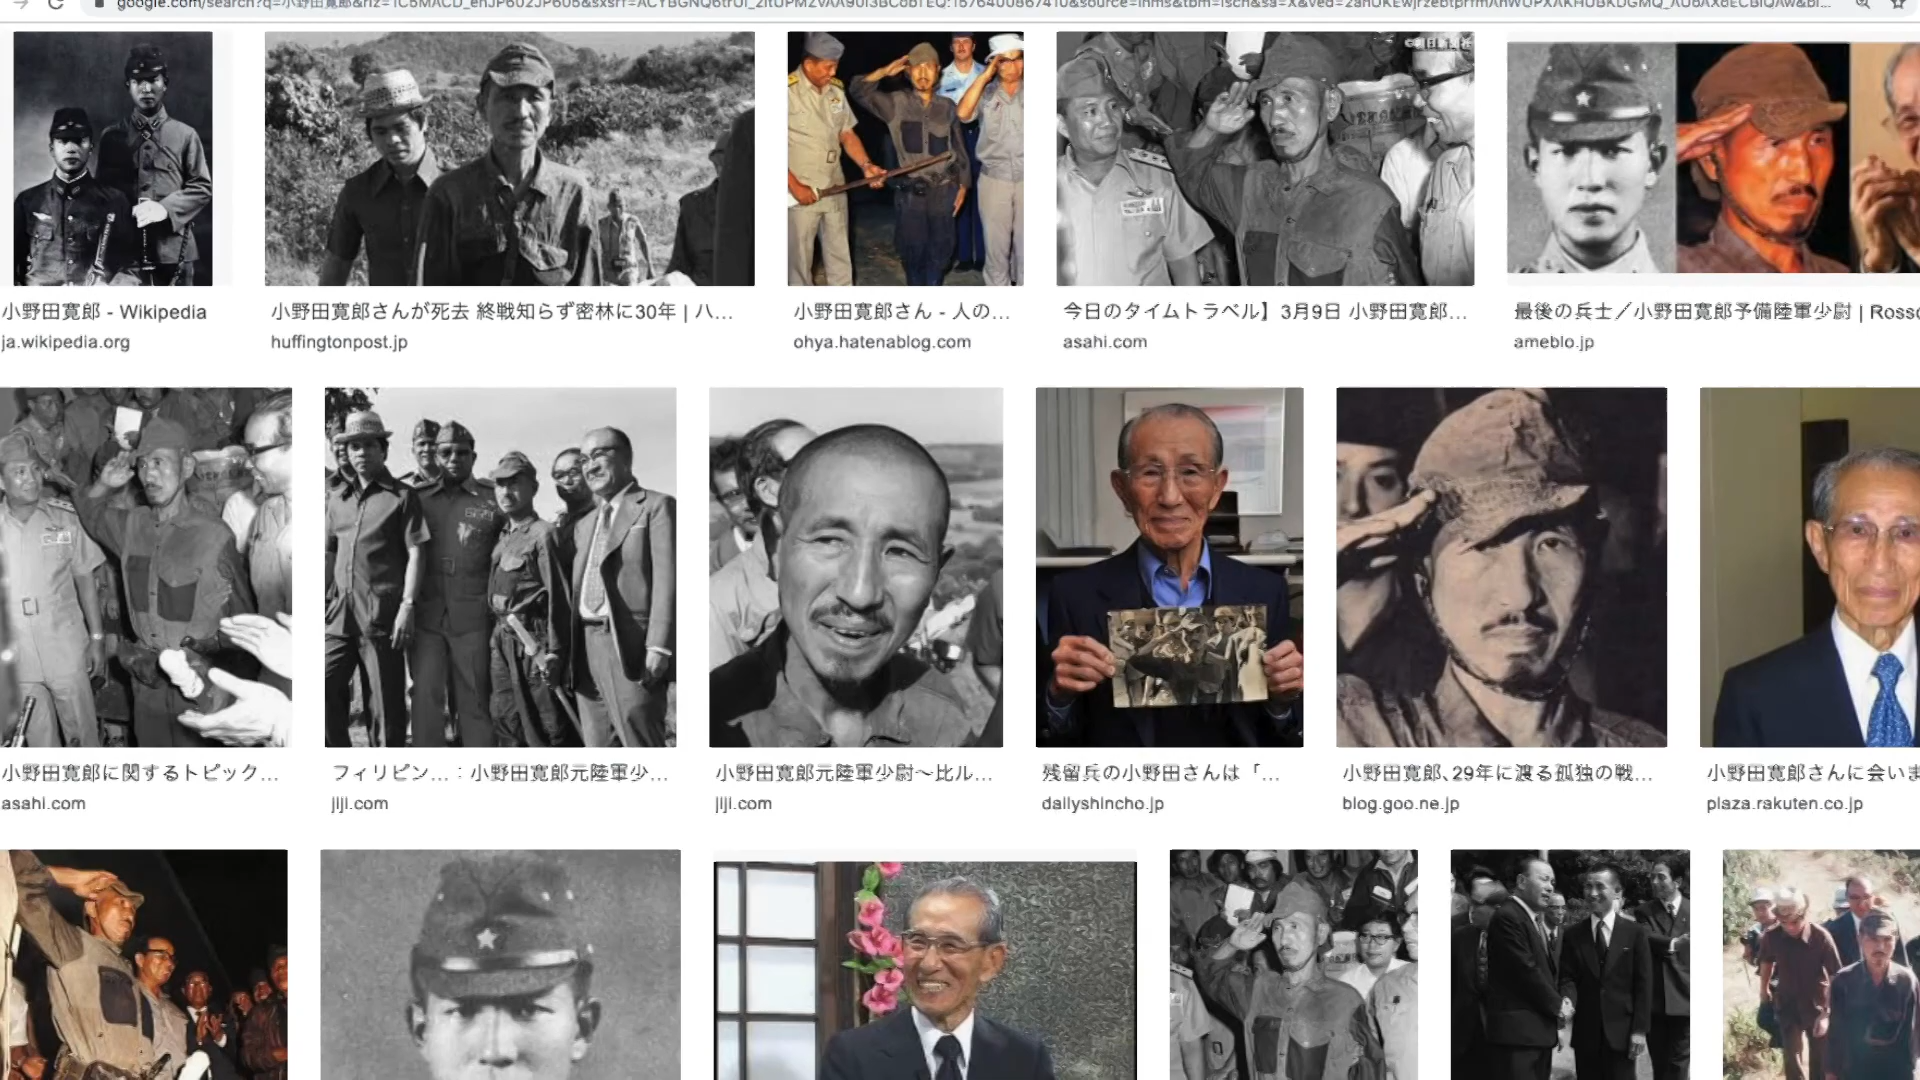 ©朝日新聞社
小野田寛郎 - Wikipedia
ja.wikipedia.org
小野田寛郎さんが死去 終戦知らず密林に30年 | ハ...
huffingtonpost.jp
小野田寛郎さん - 人の...
ohya.hatenablog.com
今日のタイムトラベル】3月9日 小野田寛郎...
asahi.com
最後の兵士／小野田寛郎予備陸軍少尉 | Rosso
ameblo.jp
小野田寛郎に関するトピック...
asahi.com
フィリピン...：小野田寛郎元陸軍少...
jiji.com
小野田寛郎元陸軍少尉～比ル...
jiji.com
残留兵の小野田さんは「...
dailyshincho.jp
小野田寛郎、29年に渡る孤独の戦...
blog.goo.ne.jp
小野田寛郎さんに会いま
plaza.rakuten.co.jp